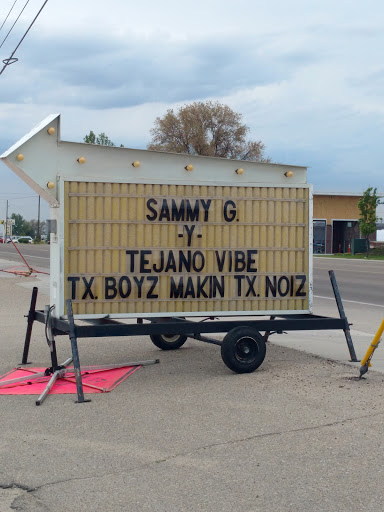 SAMMY G.
-Y-
TEJANO VIBE
TX. BOYZ MAKIN TX. NOIZ